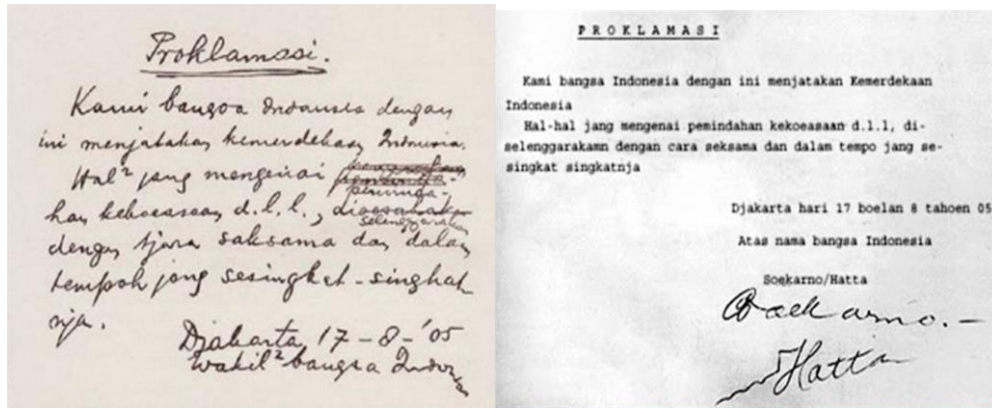 Proklamasi.
Kami bangsa Indonesia dengan
ini menjatakan kemerdekaan Indonesia.
Hal² jang mengenai
peminda-
han kekoeasaan d.l.l.,
diselenggarakan
dengan tjara saksama dan dalam
tempoh jang sesingkat-singkat
nja.
Djakarta, 17 - 8 - '05
Wakil² bangsa Indonesia
PROKLAMASI
Kami bangsa Indonesia dengan ini menjatakan Kemerdekaan
Indonesia
Hal-hal jang mengenai pemindahan kekoeasaan d.l.l, di-
selenggarakamn dengan cara seksama dan dalam tempo jang se-
singkat singkatnja
Djakarta hari 17 boelan 8 tahoen 05
Atas nama bangsa Indonesia
Soekarno/Hatta
Soekarno.-
Hatta